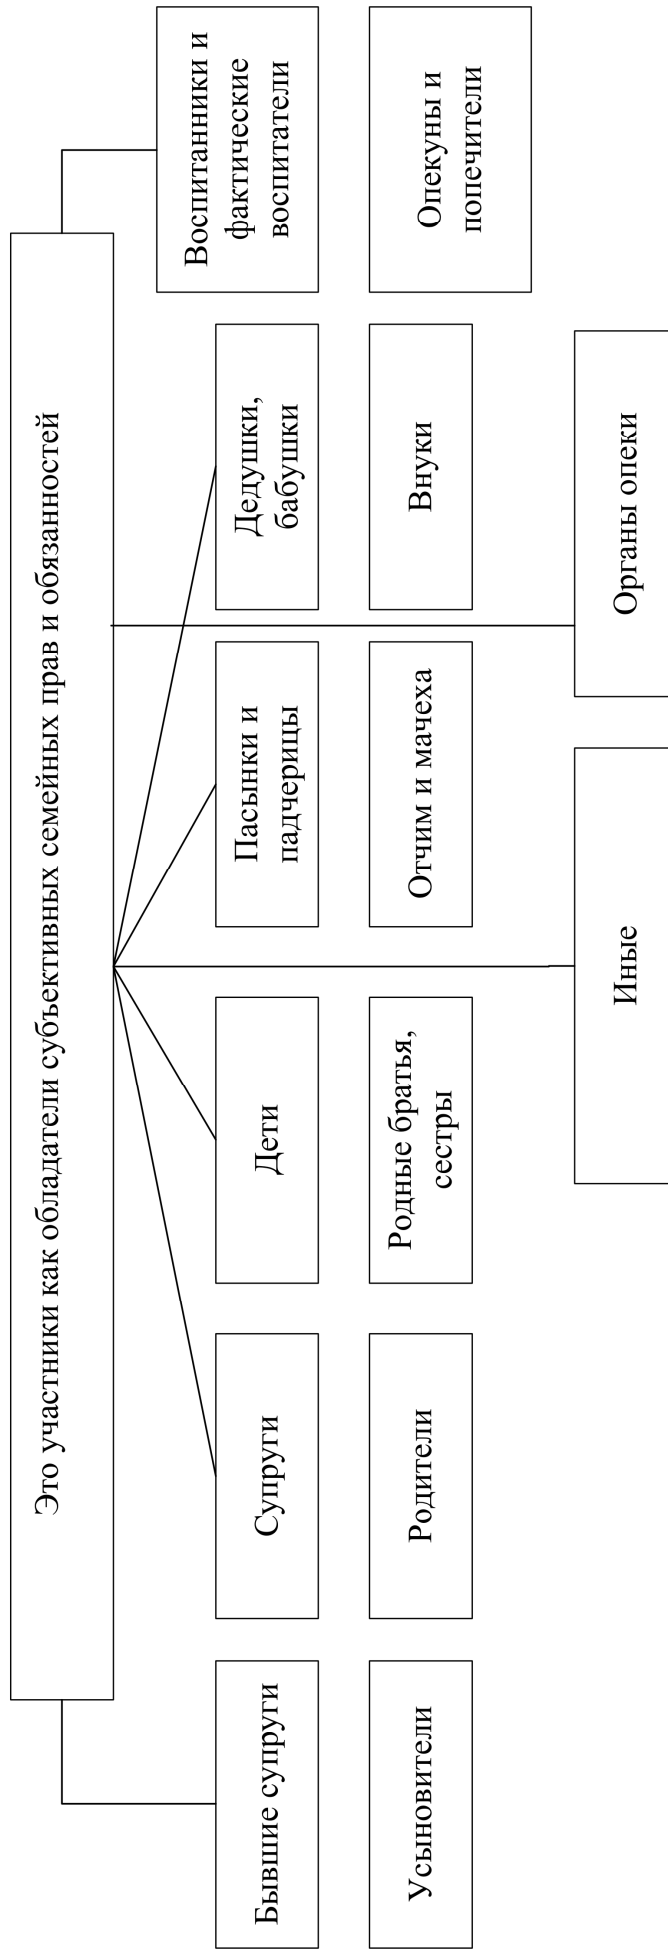 Это участники как обладатели субъективных семейных прав и обязанностей
Бывшие супруги
Супруги
Дети
Пасынки и
падчерицы
Дедушки,
бабушки
Воспитанники и
фактические
воспитатели
Усыновители
Родители
Родные братья,
сестры
Отчим и мачеха
Внуки
Опекуны и
попечители
Иные
Органы опеки